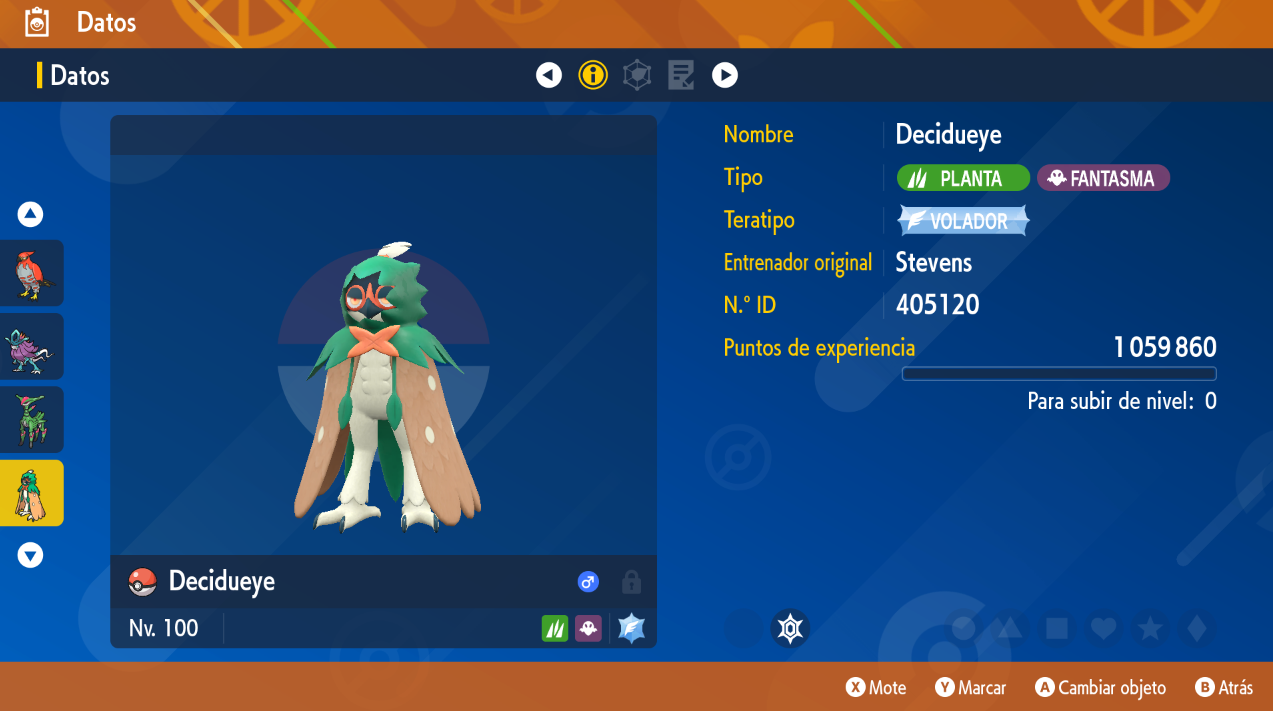 Datos
Datos
Nombre Decidueye
Tipo PLANTA FANTASMA
Teratipo VOLADOR
Entrenador original Stevens
N.º ID 405120
Puntos de experiencia 1 059 860
Para subir de nivel: 0
Decidueye
Nv. 100
X Mote Y Marcar A Cambiar objeto B Atrás